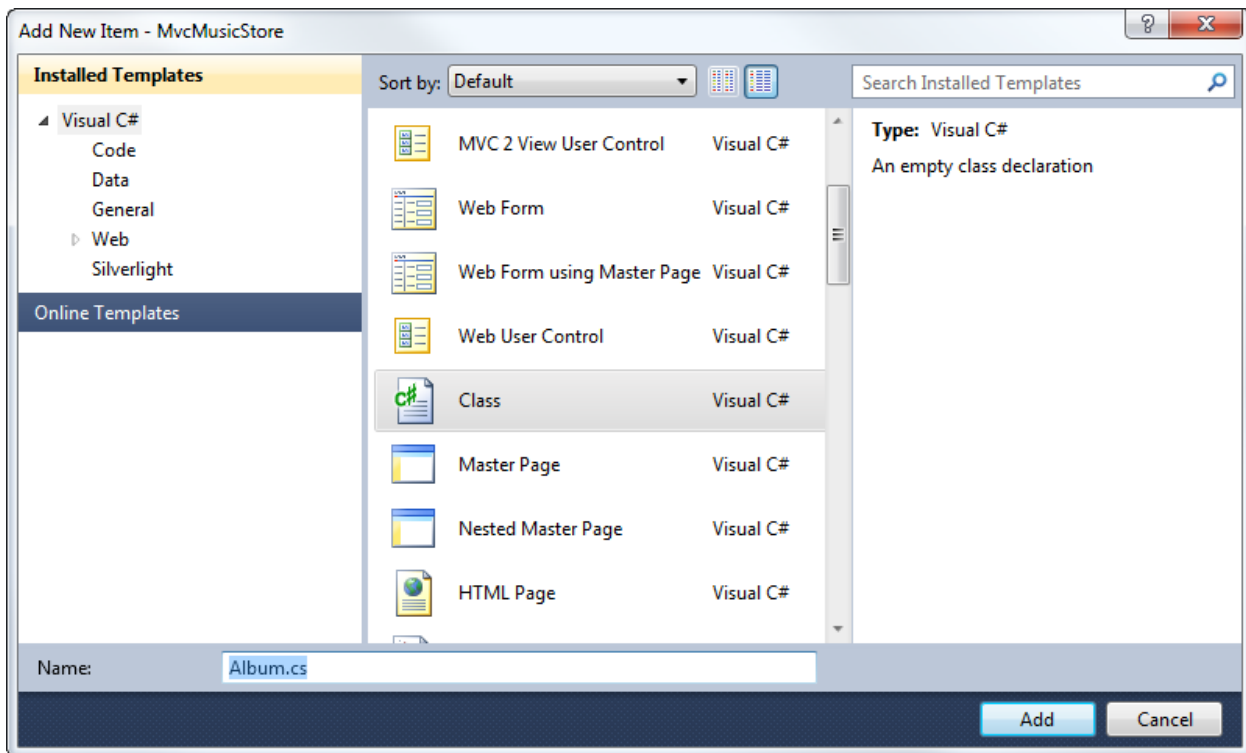 Add New Item - MvcMusicStore
Installed Templates
Visual C#
Code
Data
General
Web
Silverlight
Online Templates
Sort by: Default
MVC 2 View User Control Visual C#
Web Form Visual C#
Web Form using Master Page Visual C#
Web User Control Visual C#
Class Visual C#
Master Page Visual C#
Nested Master Page Visual C#
HTML Page Visual C#
Search Installed Templates
Type: Visual C#
An empty class declaration
Name: Album.cs
Add Cancel